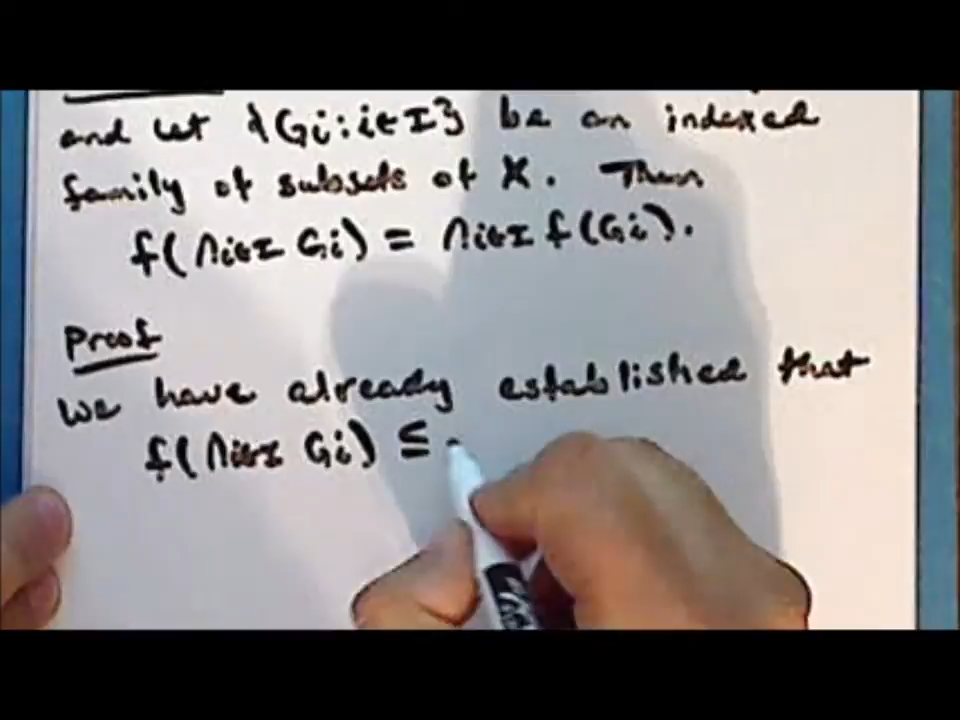 and let {Gi : i∈I} be an indexed
family of subsets of X. Then
f(∩i∈I Gi) = ∩i∈I f(Gi).
Proof
We have already established that
f(∩i∈I Gi) ⊆